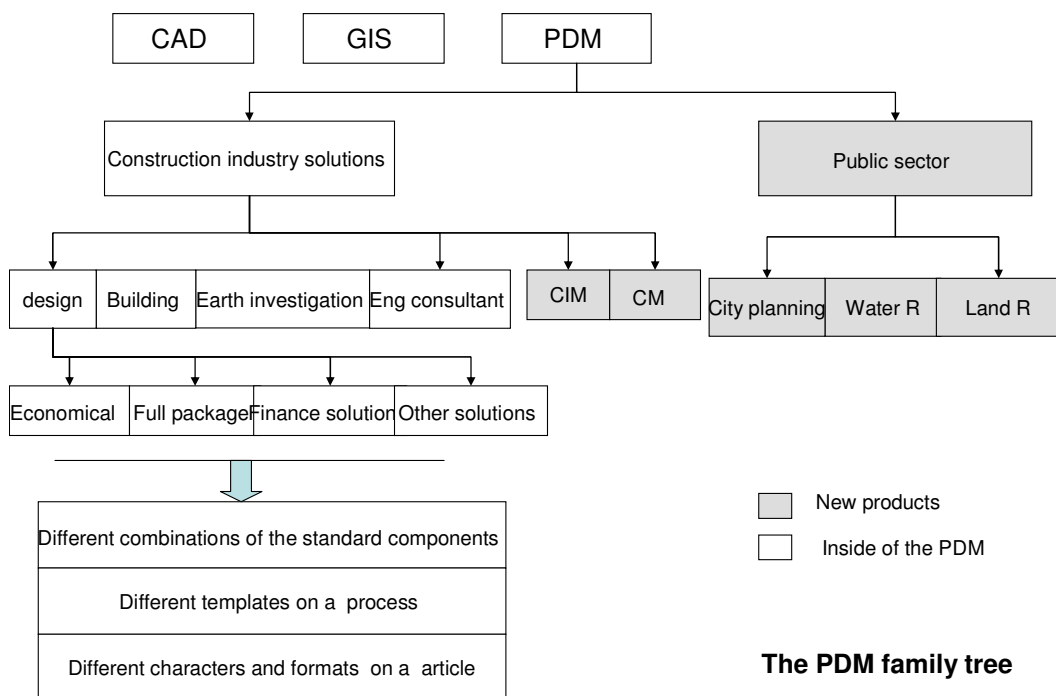 CAD
GIS
PDM
Construction industry solutions
Public sector
design
Building
Earth investigation
Eng consultant
CIM
CM
City planning
Water R
Land R
Economical
Full package
Finance solution
Other solutions
Different combinations of the standard components
Different templates on a process
Different characters and formats on a article
New products
Inside of the PDM
The PDM family tree